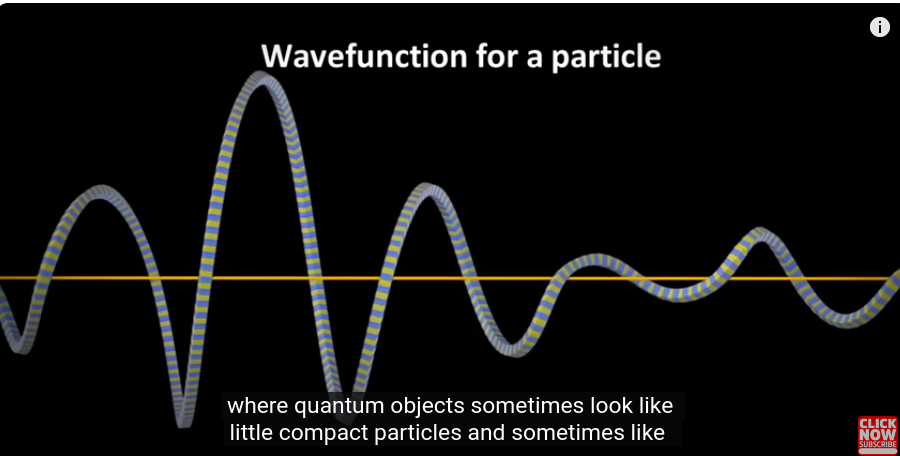 Wavefunction for a particle
i
where quantum objects sometimes look like
little compact particles and sometimes like
CLICK
NOW
SUBSCRIBE